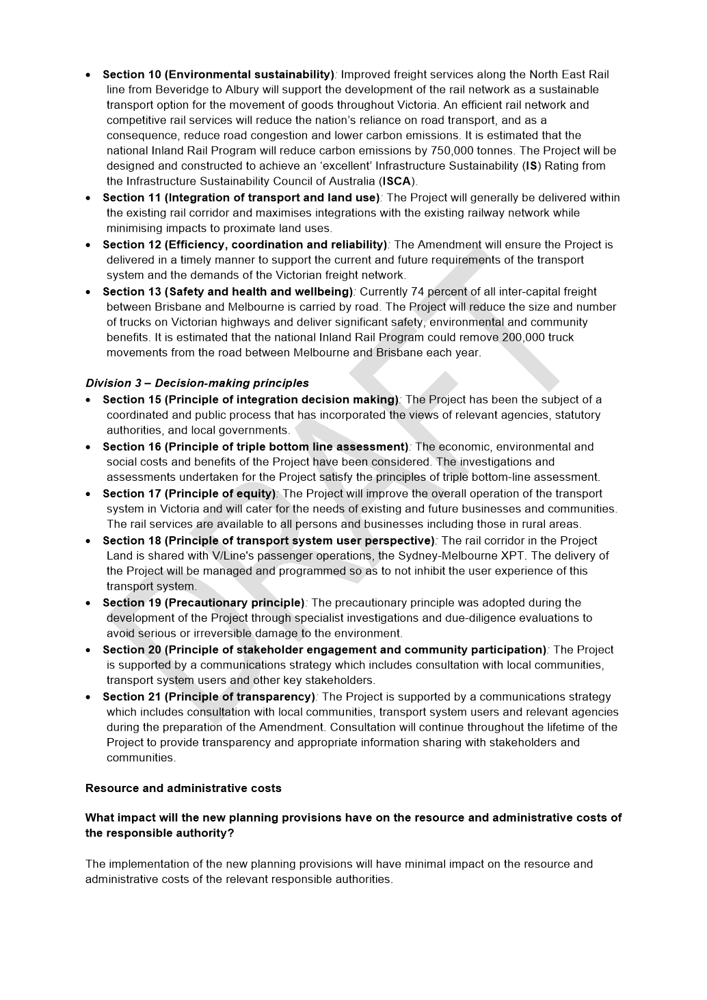 • Section 10 (Environmental sustainability): Improved freight services along the North East Rail
line from Beveridge to Albury will support the development of the rail network as a sustainable
transport option for the movement of goods throughout Victoria. An efficient rail network and
competitive rail services will reduce the nation’s reliance on road transport, and as a
consequence, reduce road congestion and lower carbon emissions. It is estimated that the
national Inland Rail Program will reduce carbon emissions by 750,000 tonnes. The Project will be
designed and constructed to achieve an ‘excellent’ Infrastructure Sustainability (IS) Rating from
the Infrastructure Sustainability Council of Australia (ISCA).
• Section 11 (Integration of transport and land use): The Project will generally be delivered within
the existing rail corridor and maximises integrations with the existing railway network while
minimising impacts to proximate land uses.
• Section 12 (Efficiency, coordination and reliability): The Amendment will ensure the Project is
delivered in a timely manner to support the current and future requirements of the transport
system and the demands of the Victorian freight network.
• Section 13 (Safety and health and wellbeing): Currently 74 percent of all inter-capital freight
between Brisbane and Melbourne is carried by road. The Project will reduce the size and number
of trucks on Victorian highways and deliver significant safety, environmental and community
benefits. It is estimated that the national Inland Rail Program could remove 200,000 truck
movements from the road between Melbourne and Brisbane each year.
Division 3 – Decision-making principles
• Section 15 (Principle of integration decision making): The Project has been the subject of a
coordinated and public process that has incorporated the views of relevant agencies, statutory
authorities, and local governments.
• Section 16 (Principle of triple bottom line assessment): The economic, environmental and
social costs and benefits of the Project have been considered. The investigations and
assessments undertaken for the Project satisfy the principles of triple bottom-line assessment.
• Section 17 (Principle of equity): The Project will improve the overall operation of the transport
system in Victoria and will cater for the needs of existing and future businesses and communities.
The rail services are available to all persons and businesses including those in rural areas.
• Section 18 (Principle of transport system user perspective): The rail corridor in the Project
Land is shared with V/Line's passenger operations, the Sydney-Melbourne XPT. The delivery of
the Project will be managed and programmed so as to not inhibit the user experience of this
transport system.
• Section 19 (Precautionary principle): The precautionary principle was adopted during the
development of the Project through specialist investigations and due-diligence evaluations to
avoid serious or irreversible damage to the environment.
• Section 20 (Principle of stakeholder engagement and community participation): The Project
is supported by a communications strategy which includes consultation with local communities,
transport system users and other key stakeholders.
• Section 21 (Principle of transparency): The Project is supported by a communications strategy
which includes consultation with local communities, transport system users and relevant agencies
during the preparation of the Amendment. Consultation will continue throughout the lifetime of the
Project to provide transparency and appropriate information sharing with stakeholders and
communities.
Resource and administrative costs
What impact will the new planning provisions have on the resource and administrative costs of
the responsible authority?
The implementation of the new planning provisions will have minimal impact on the resource and
administrative costs of the relevant responsible authorities.
DRAFT